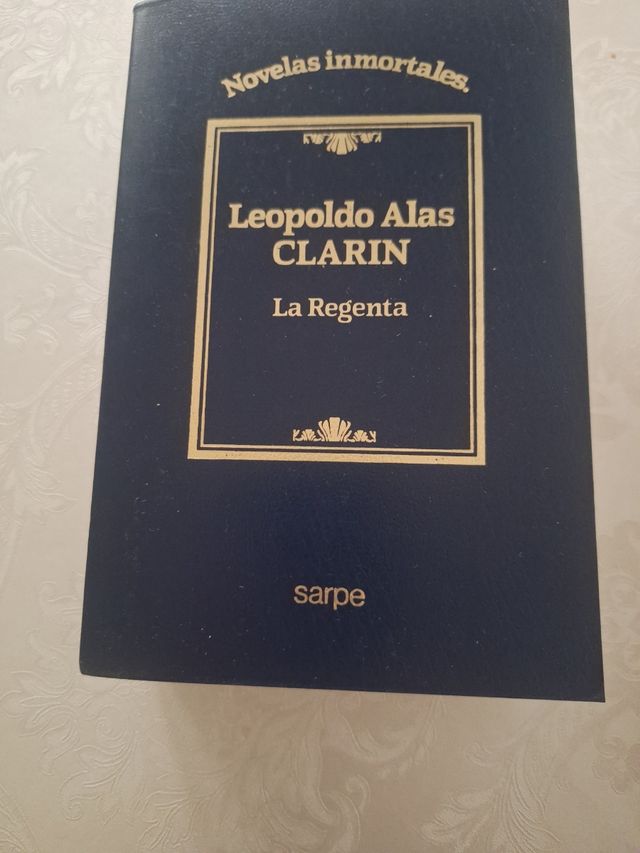 Novelas inmortales.
Leopoldo Alas
CLARIN
La Regenta
sarpe